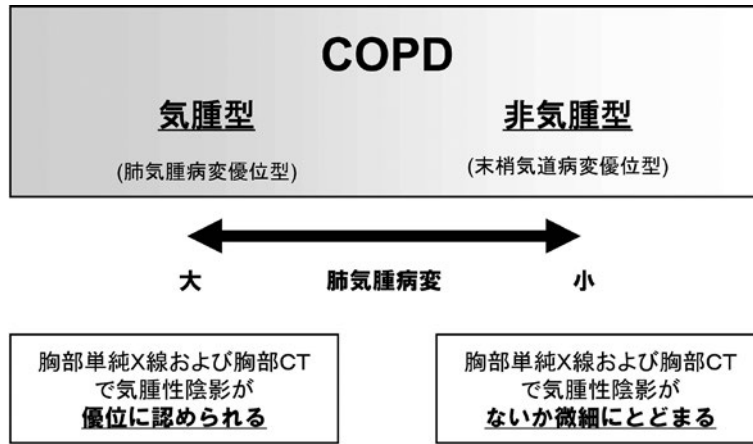 COPD
気腫型
非気腫型
(肺気腫病変優位型)
(末梢気道病変優位型)
大
肺気腫病変
小
胸部単純X線および胸部CT
で気腫性陰影が
優位に認められる
胸部単純X線および胸部CT
で気腫性陰影が
ないか微細にとどまる